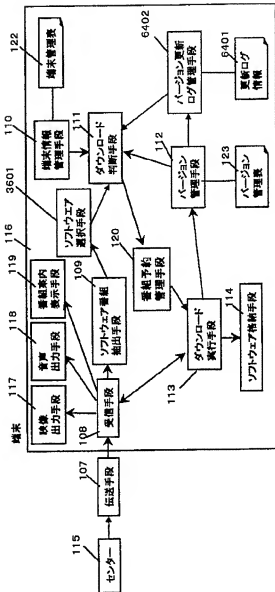 端末
122
端末管理表
110
端末情報
管理手段
111
ダウンロード
判断手段
6402
バージョン更新
ログ管理手段
6401
更新ログ
情報
112
バージョン
管理手段
123
バージョン
管理表
3601
ソフトウェア
選択手段
116
119
番組案内
表示手段
109
ソフトウェア番組
抽出手段
120
番組予約
管理手段
118
音声
出力手段
117
映像
出力手段
108
受信手段
113
ダウンロード
実行手段
114
ソフトウェア格納手段
107
伝送手段
115
センター